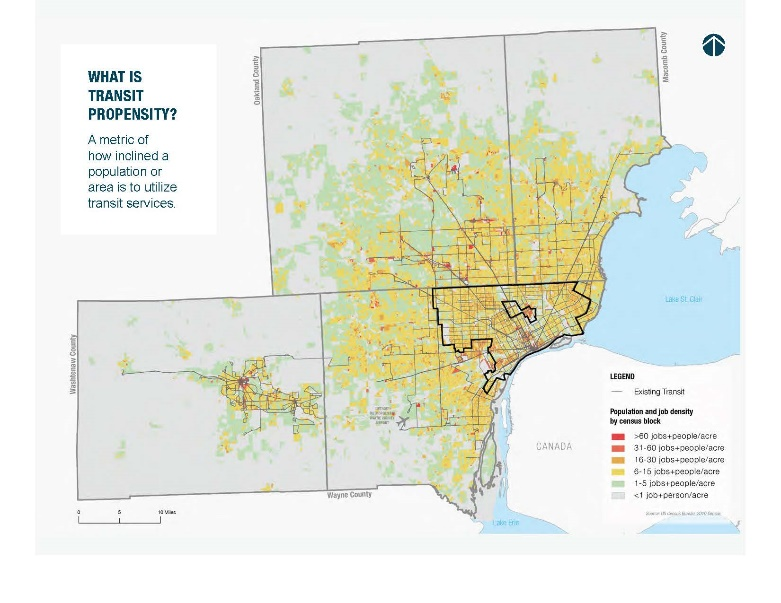 WHAT IS
TRANSIT
PROPENSITY?
A metric of
how inclined a
population or
area is to utilize
transit services.
Oakland County
Macomb County
Lake St. Clair
Washtenaw County
Wayne County
CANADA
Lake Erie
0 5 10 Miles
LEGEND
Existing Transit
Population and job density
by census block
>60 jobs+people/acre
31-60 jobs+people/acre
16-30 jobs+people/acre
6-15 jobs+people/acre
1-5 jobs+people/acre
<1 job+person/acre